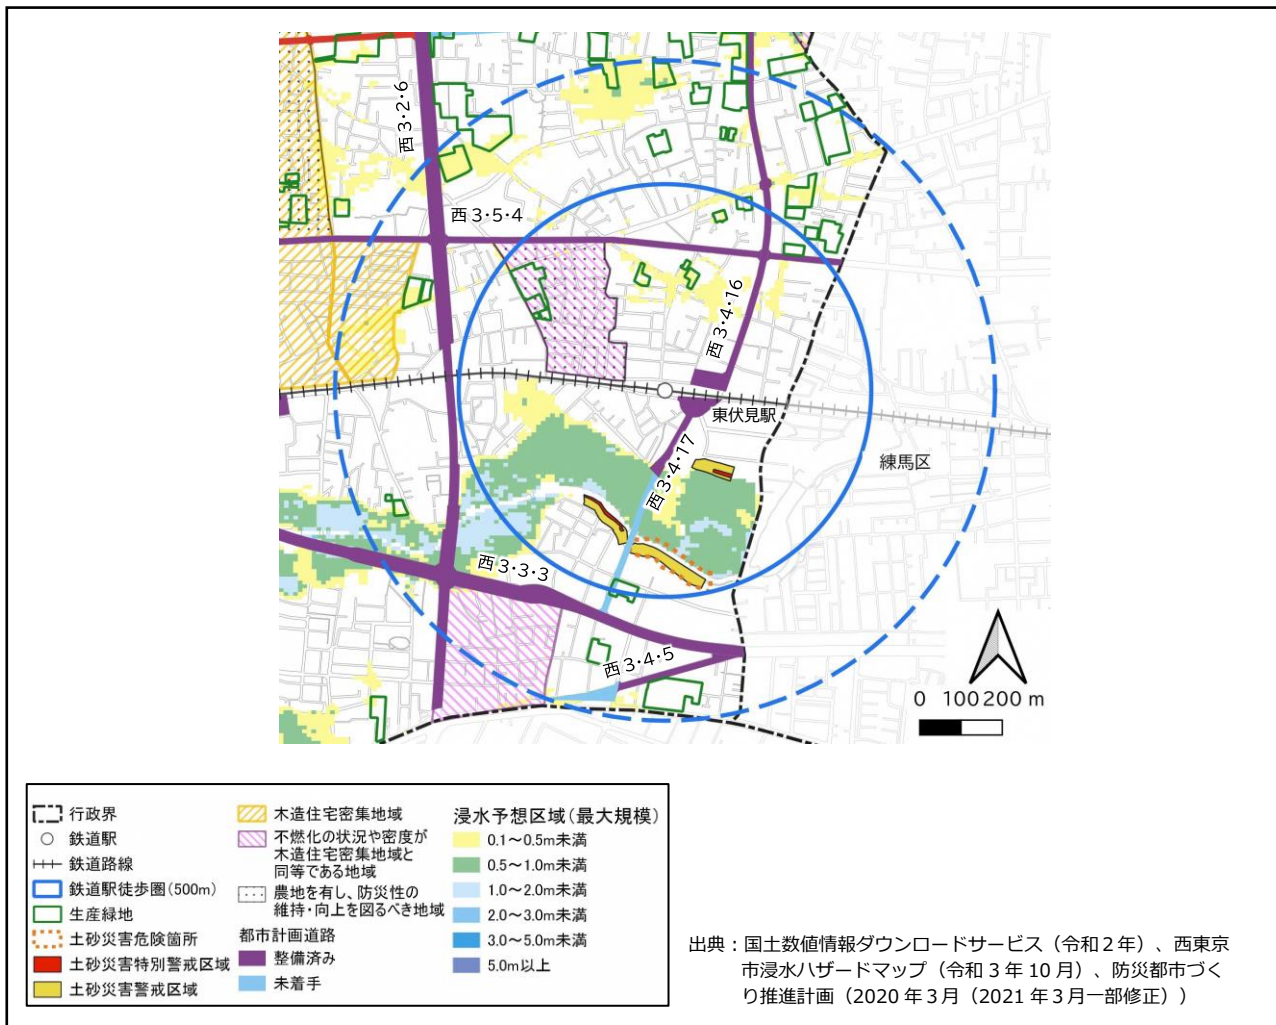 西3・2・6
西3・5・4
西3・4・16
東伏見駅
練馬区
西3・4・17
西3・3・3
西3・4・5
0 100 200 m
行政界
鉄道駅
鉄道路線
鉄道駅徒歩圏(500m)
生産緑地
土砂災害危険箇所
土砂災害特別警戒区域
土砂災害警戒区域
木造住宅密集地域
不燃化の状況や密度が
木造住宅密集地域と
同等である地域
農地を有し、防災性の
維持・向上を図るべき地域
都市計画道路
整備済み
未着手
浸水予想区域(最大規模)
0.1～0.5m未満
0.5～1.0m未満
1.0～2.0m未満
2.0～3.0m未満
3.0～5.0m未満
5.0m以上
出典：国土数値情報ダウンロードサービス（令和２年）、西東京
市浸水ハザードマップ（令和３年10月）、防災都市づく
り推進計画（2020年３月（2021年３月一部修正））